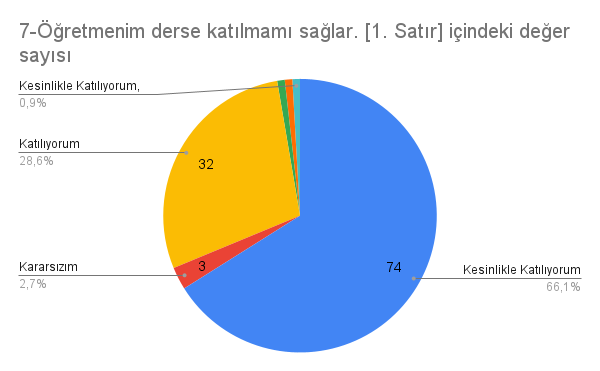 7-Öğretmenim derse katılmamı sağlar. [1. Satır] içindeki değer
sayısı
Kesinlikle Katılıyorum,
0,9%
Katılıyorum
28,6%
32
Kararsızım
2,7%
3
74
Kesinlikle Katılıyorum
66,1%